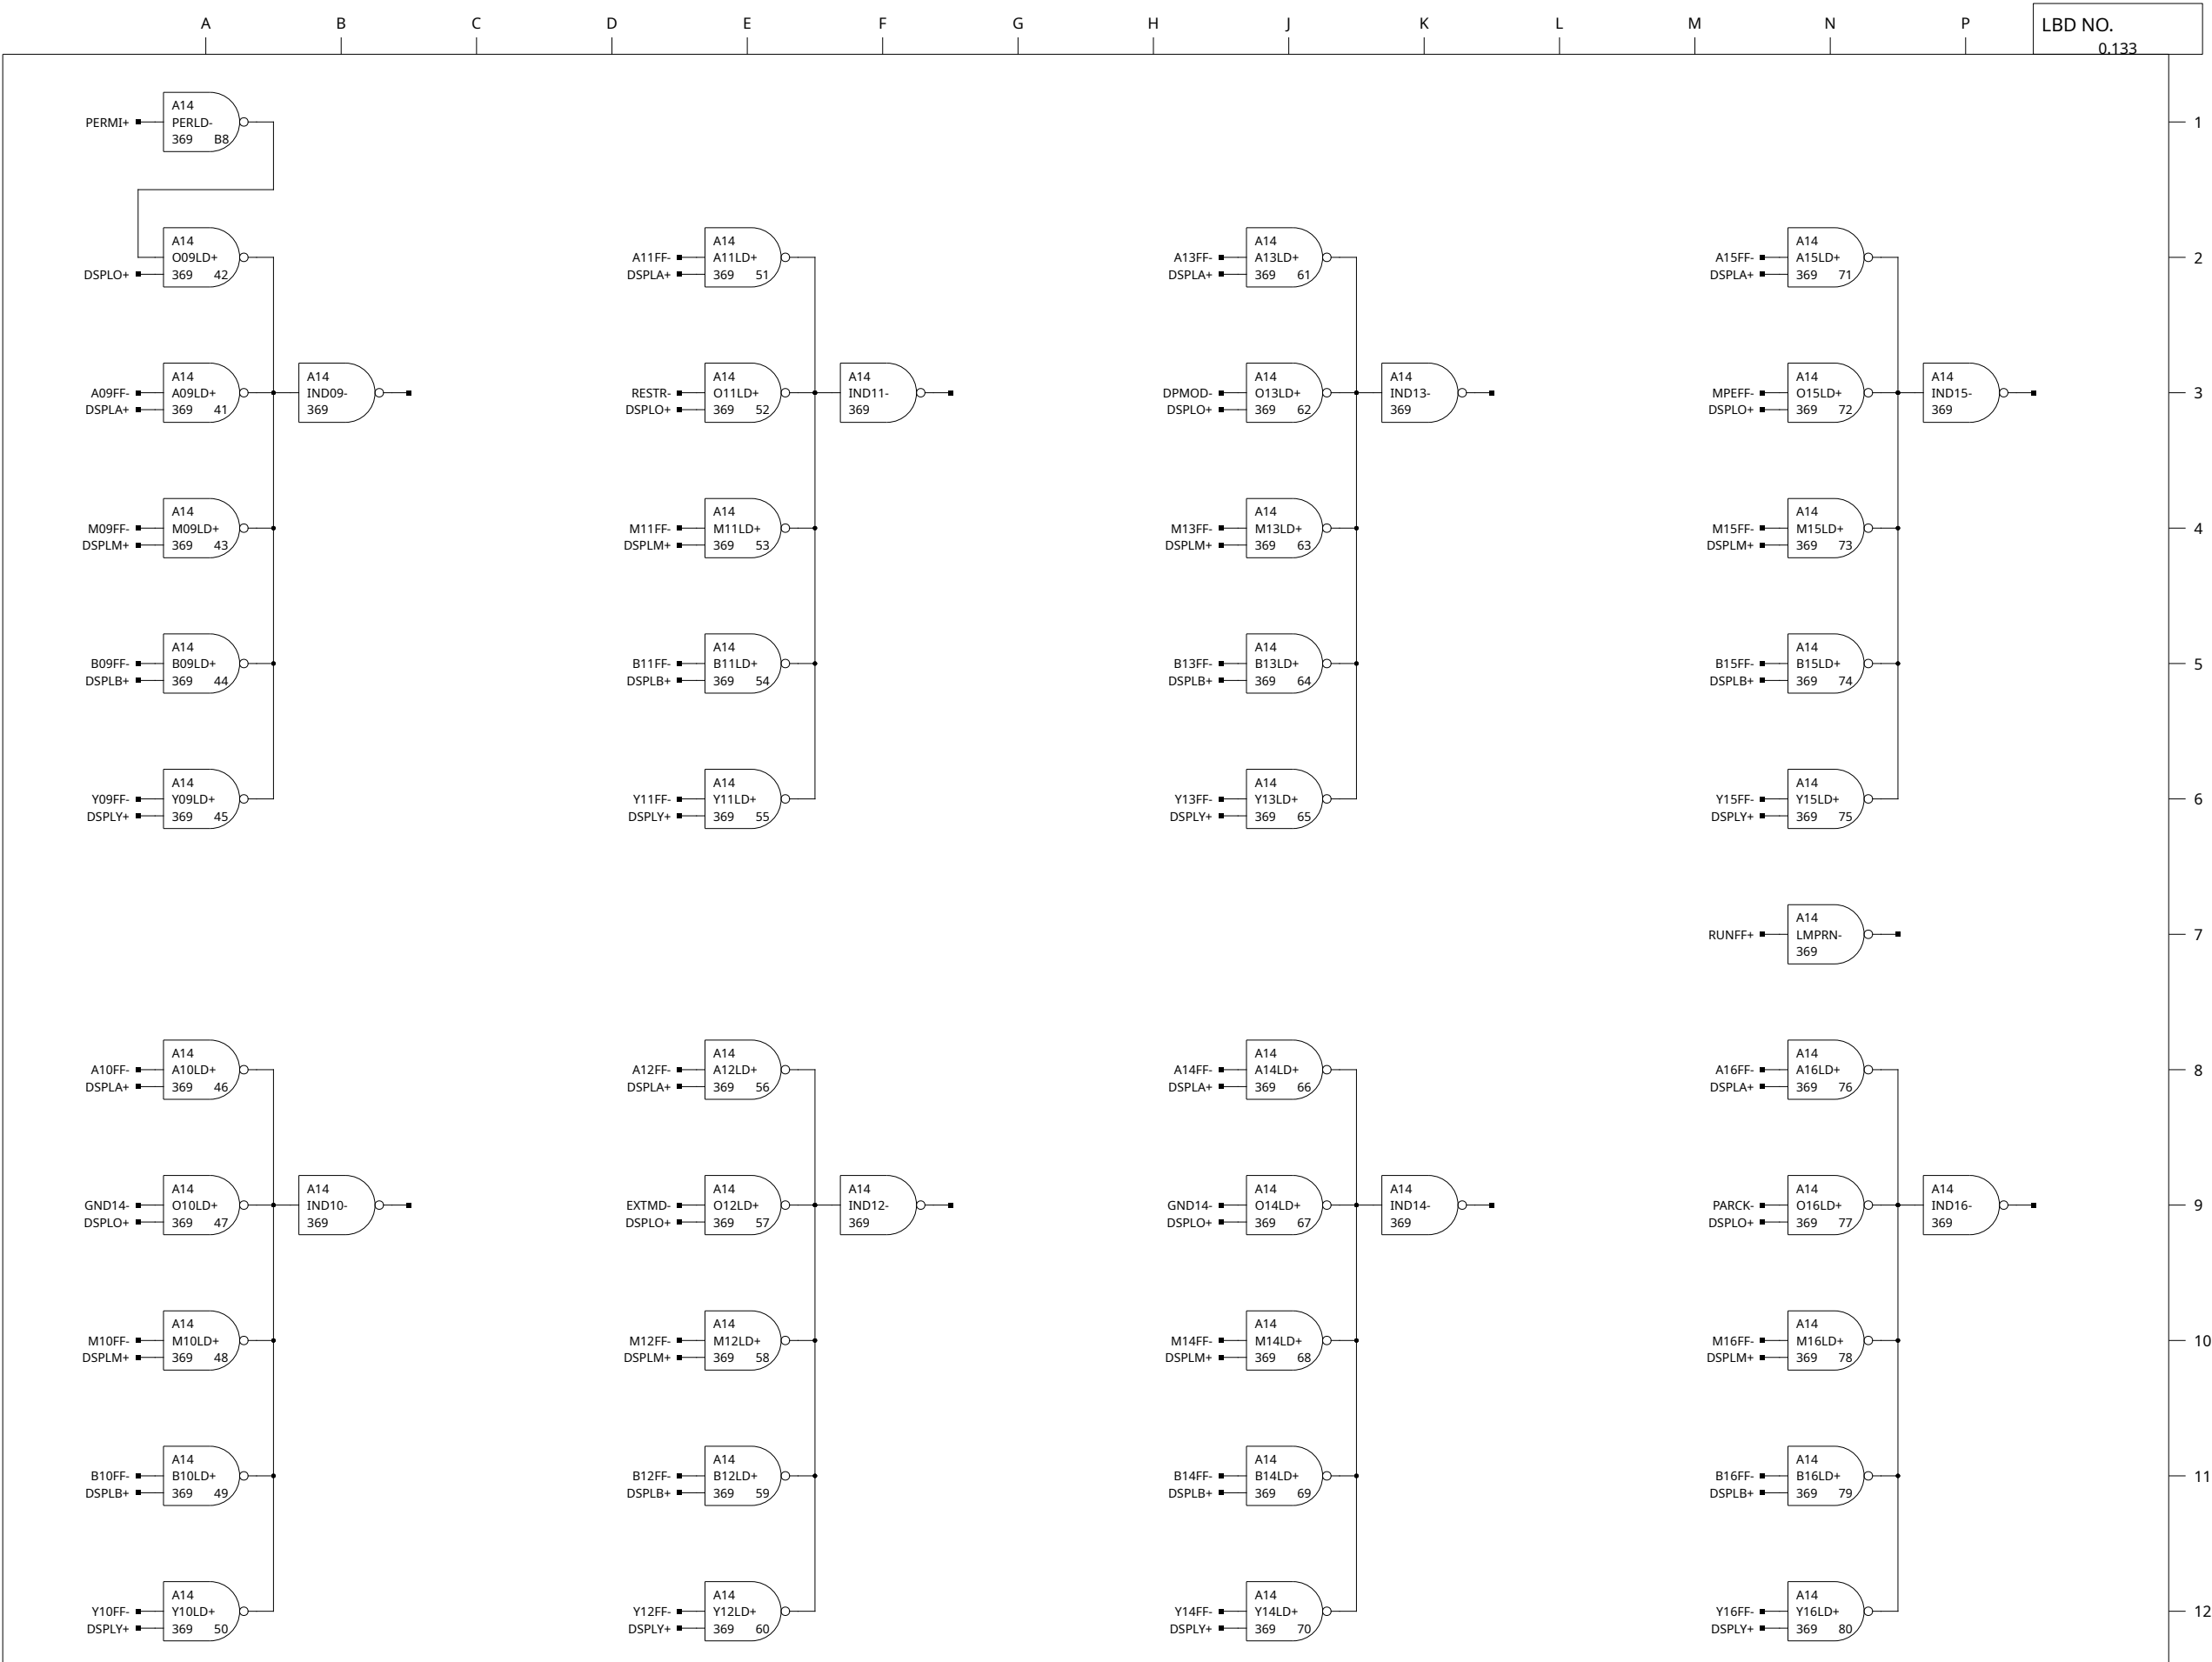 A B C D E F G H J K L M N P
LBD NO.
0.133
A14
PERMI+ PERLD- 1
369 B8
A14 A14 A14 A14
O09LD+ A11FF- A11LD+ A13FF- A13LD+ A15FF- A15LD+ 2
DSPLO+ 369 42 DSPLA+ 369 51 DSPLA+ 369 61 DSPLA+ 369 71
A14 A14 A14 A14 A14 A14 A14 A14
A09FF- A09LD+ IND09- RESTR- O11LD+ IND11- DPMOD- O13LD+ IND13- MPEFF- O15LD+ IND15- 3
DSPLA+ 369 41 369 DSPLO+ 369 52 369 DSPLO+ 369 62 369 DSPLO+ 369 72 369
A14 A14 A14 A14
M09FF- M09LD+ M11FF- M11LD+ M13FF- M13LD+ M15FF- M15LD+ 4
DSPLM+ 369 43 DSPLM+ 369 53 DSPLM+ 369 63 DSPLM+ 369 73
A14 A14 A14 A14
B09FF- B09LD+ B11FF- B11LD+ B13FF- B13LD+ B15FF- B15LD+ 5
DSPLB+ 369 44 DSPLB+ 369 54 DSPLB+ 369 64 DSPLB+ 369 74
A14 A14 A14 A14
Y09FF- Y09LD+ Y11FF- Y11LD+ Y13FF- Y13LD+ Y15FF- Y15LD+ 6
DSPLY+ 369 45 DSPLY+ 369 55 DSPLY+ 369 65 DSPLY+ 369 75
A14
RUNFF+ LMPRN- 7
369
A14 A14 A14 A14
A10FF- A10LD+ A12FF- A12LD+ A14FF- A14LD+ A16FF- A16LD+ 8
DSPLA+ 369 46 DSPLA+ 369 56 DSPLA+ 369 66 DSPLA+ 369 76
A14 A14 A14 A14 A14 A14 A14 A14
GND14- O10LD+ IND10- EXTMD- O12LD+ IND12- GND14- O14LD+ IND14- PARCK- O16LD+ IND16- 9
DSPLO+ 369 47 369 DSPLO+ 369 57 369 DSPLO+ 369 67 369 DSPLO+ 369 77 369
A14 A14 A14 A14
M10FF- M10LD+ M12FF- M12LD+ M14FF- M14LD+ M16FF- M16LD+ 10
DSPLM+ 369 48 DSPLM+ 369 58 DSPLM+ 369 68 DSPLM+ 369 78
A14 A14 A14 A14
B10FF- B10LD+ B12FF- B12LD+ B14FF- B14LD+ B16FF- B16LD+ 11
DSPLB+ 369 49 DSPLB+ 369 59 DSPLB+ 369 69 DSPLB+ 369 79
A14 A14 A14 A14
Y10FF- Y10LD+ Y12FF- Y12LD+ Y14FF- Y14LD+ Y16FF- Y16LD+ 12
DSPLY+ 369 50 DSPLY+ 369 60 DSPLY+ 369 70 DSPLY+ 369 80